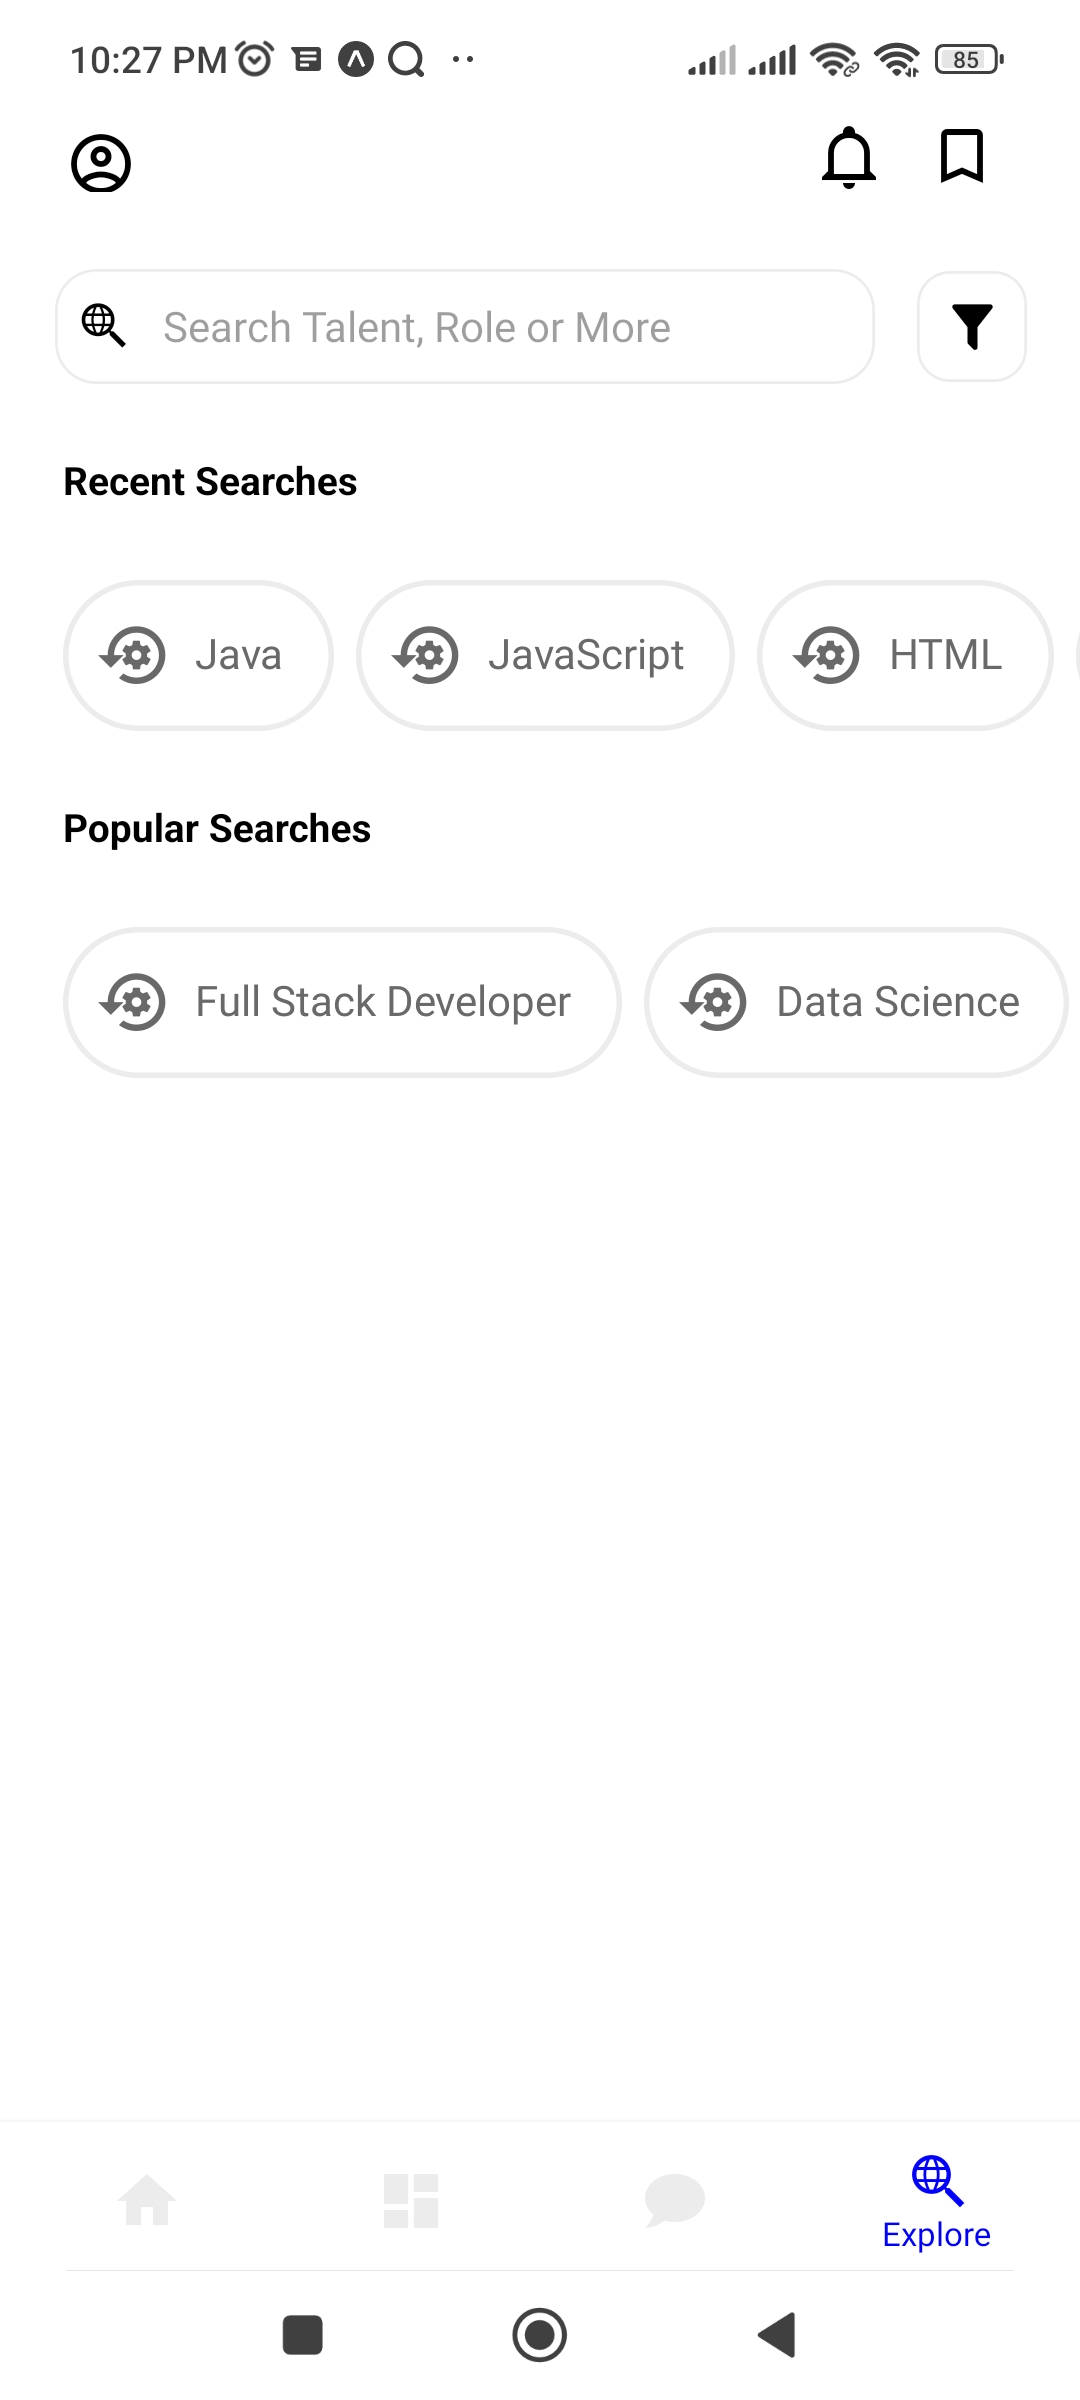 10:27 PM
85
Search Talent, Role or More
Recent Searches
Java JavaScript HTML
Popular Searches
Full Stack Developer Data Science
Explore